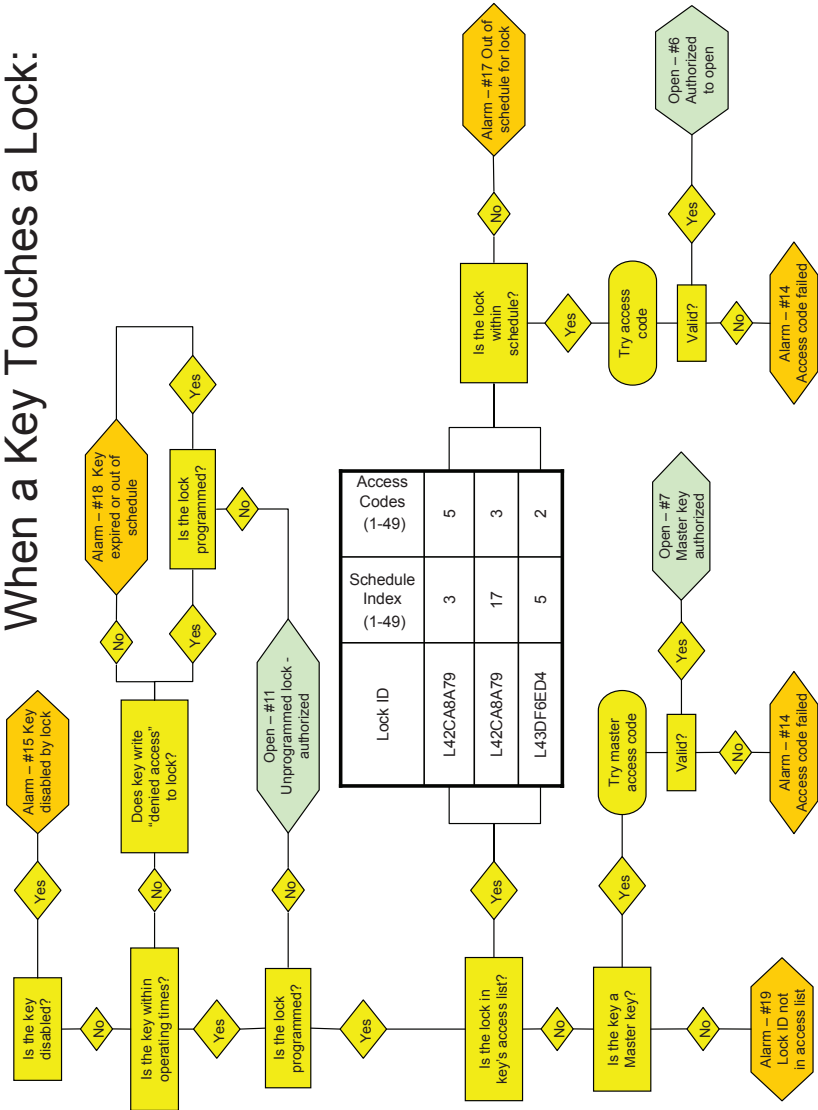 When a Key Touches a Lock:
Is the key
disabled?
Yes
Alarm – #15 Key
disabled by lock
No
Is the key within
operating times?
No
Does key write
“denied access”
to lock?
No
Alarm – #18  Key
expired or out of
schedule
Yes
Is the lock
programmed?
Yes
No
Yes
Is the lock
programmed?
No
Open – #11
Unprogrammed lock -
authorized
Yes
Is the lock in
key’s access list?
Yes
Lock ID
Schedule
Index
(1-49)
Access
Codes
(1-49)
L42CA8A79
3
5
L42CA8A79
17
3
L43DF6ED4
5
2
Is the lock
within
schedule?
No
Alarm – #17 Out of
schedule for lock
Yes
Try access
code
Valid?
Yes
Open – #6
Authorized
to open
No
Alarm – #14
Access code failed
No
Is the key a
Master key?
Yes
Try master
access code
Valid?
Yes
Open – #7
Master key
authorized
No
Alarm – #14
Access code failed
No
Alarm – #19
Lock ID not
in access list